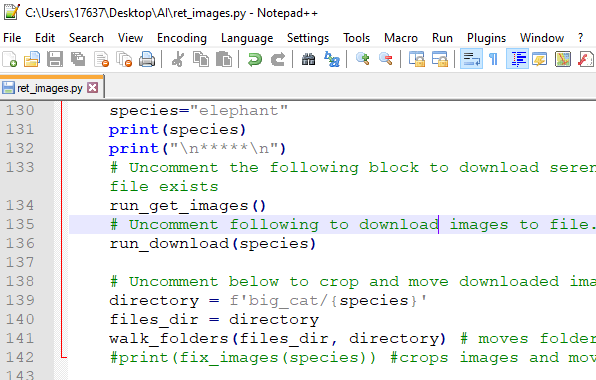 C:\Users\17637\Desktop\AI\ret_images.py - Notepad++
File Edit Search View Encoding Language Settings Tools Macro Run Plugins Window ?
ret_images.py
130 species="elephant"
131 print(species)
132 print("\n*****\n")
133 # Uncomment the following block to download seren
file exists
134 run_get_images()
135 # Uncomment following to download images to file.
136 run_download(species)
137
138 # Uncomment below to crop and move downloaded ima
139 directory = f'big_cat/{species}'
140 files_dir = directory
141 walk_folders(files_dir, directory) # moves folder
142 #print(fix_images(species)) #crops images and mov
143